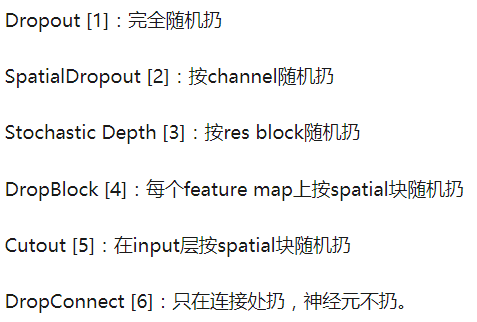 Dropout [1]：完全随机扔
SpatialDropout [2]：按channel随机扔
Stochastic Depth [3]：按res block随机扔
DropBlock [4]：每个feature map上按spatial块随机扔
Cutout [5]：在input层按spatial块随机扔
DropConnect [6]：只在连接处扔，神经元不扔。